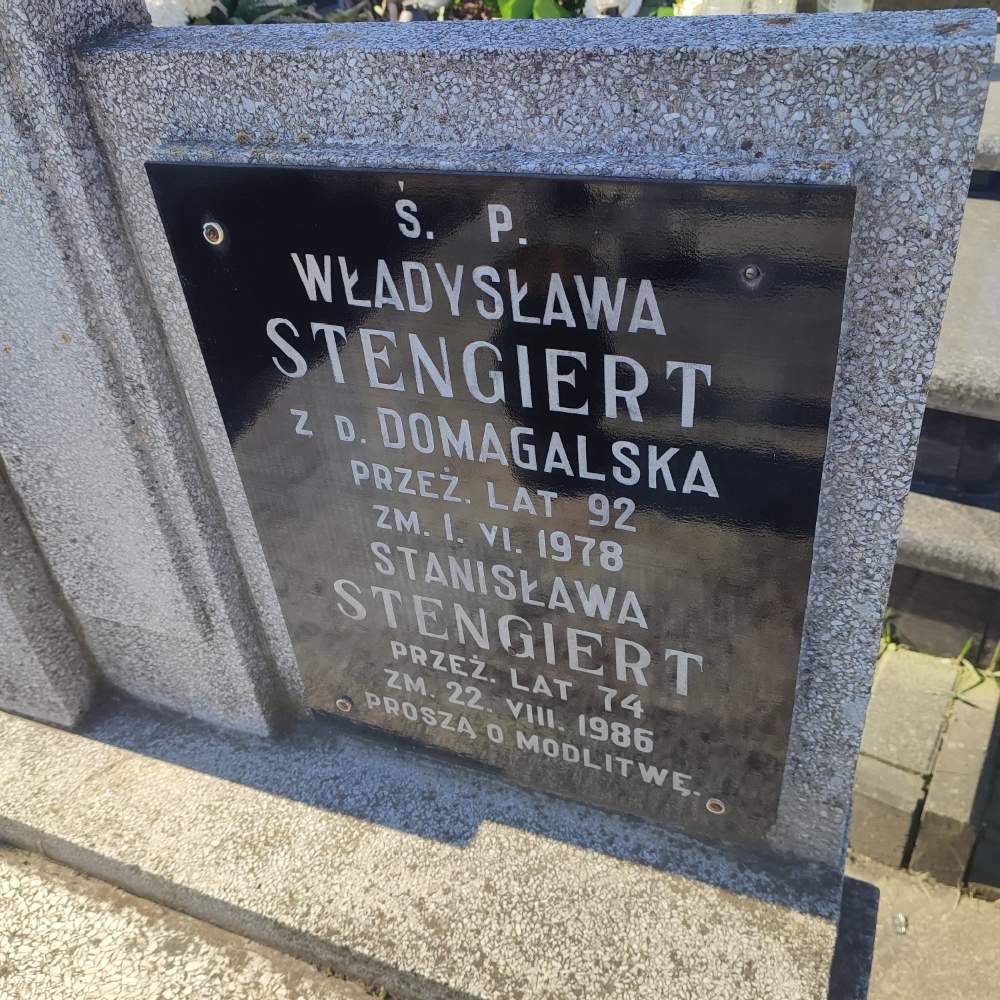 Ś. P.
WŁADYSŁAWA
STENGIERT
Z D. DOMAGALSKA
PRZEŻ. LAT 92
ZM. 1. VI. 1978
STANISŁAWA
STENGIERT
PRZEŻ. LAT 74
ZM. 22. VIII. 1986
PROSZĄ O MODLITWĘ.